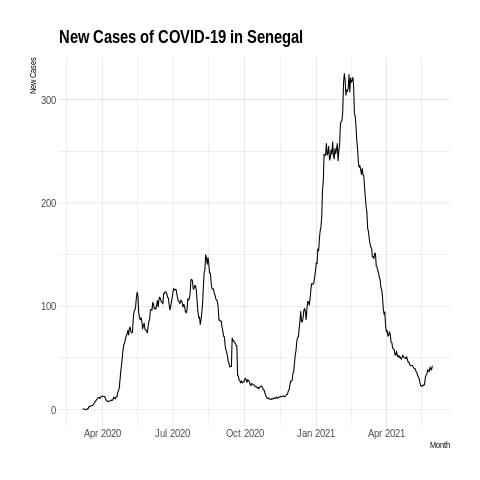 New Cases of COVID-19 in Senegal
New Cases
300
200
100
0
Apr 2020 Jul 2020 Oct 2020 Jan 2021 Apr 2021
Month